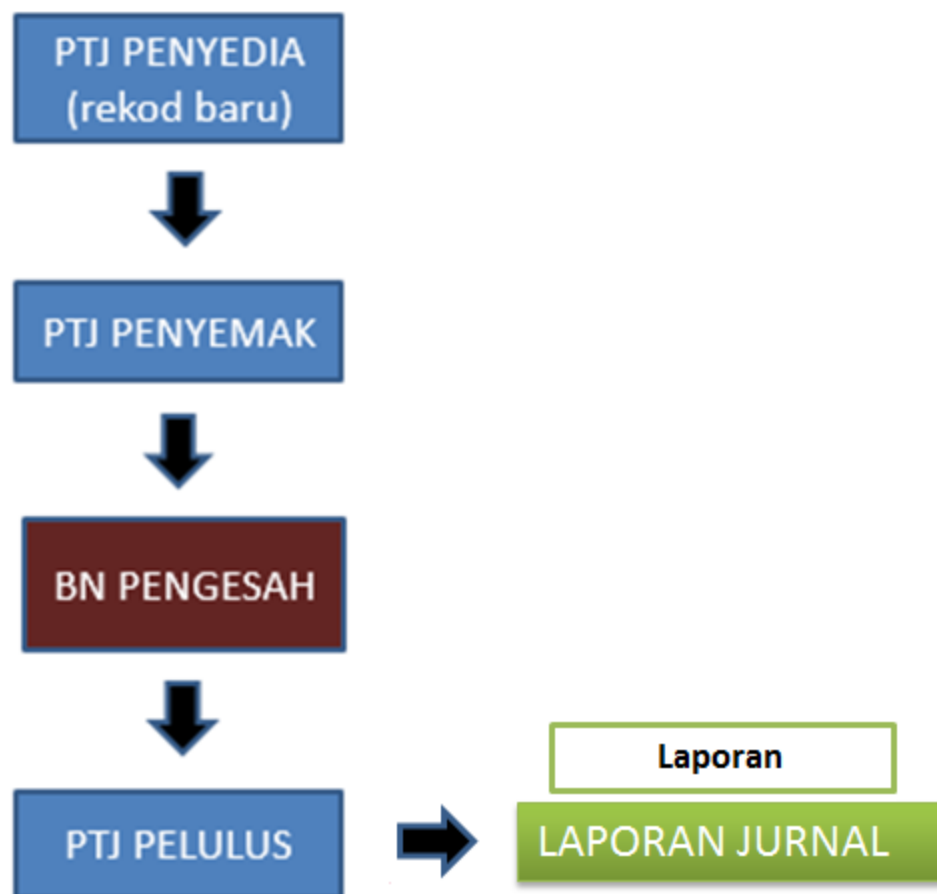 PTJ PENYEDIA
(rekod baru)
PTJ PENYEMAK
BN PENGESAH
PTJ PELULUS
Laporan
LAPORAN JURNAL